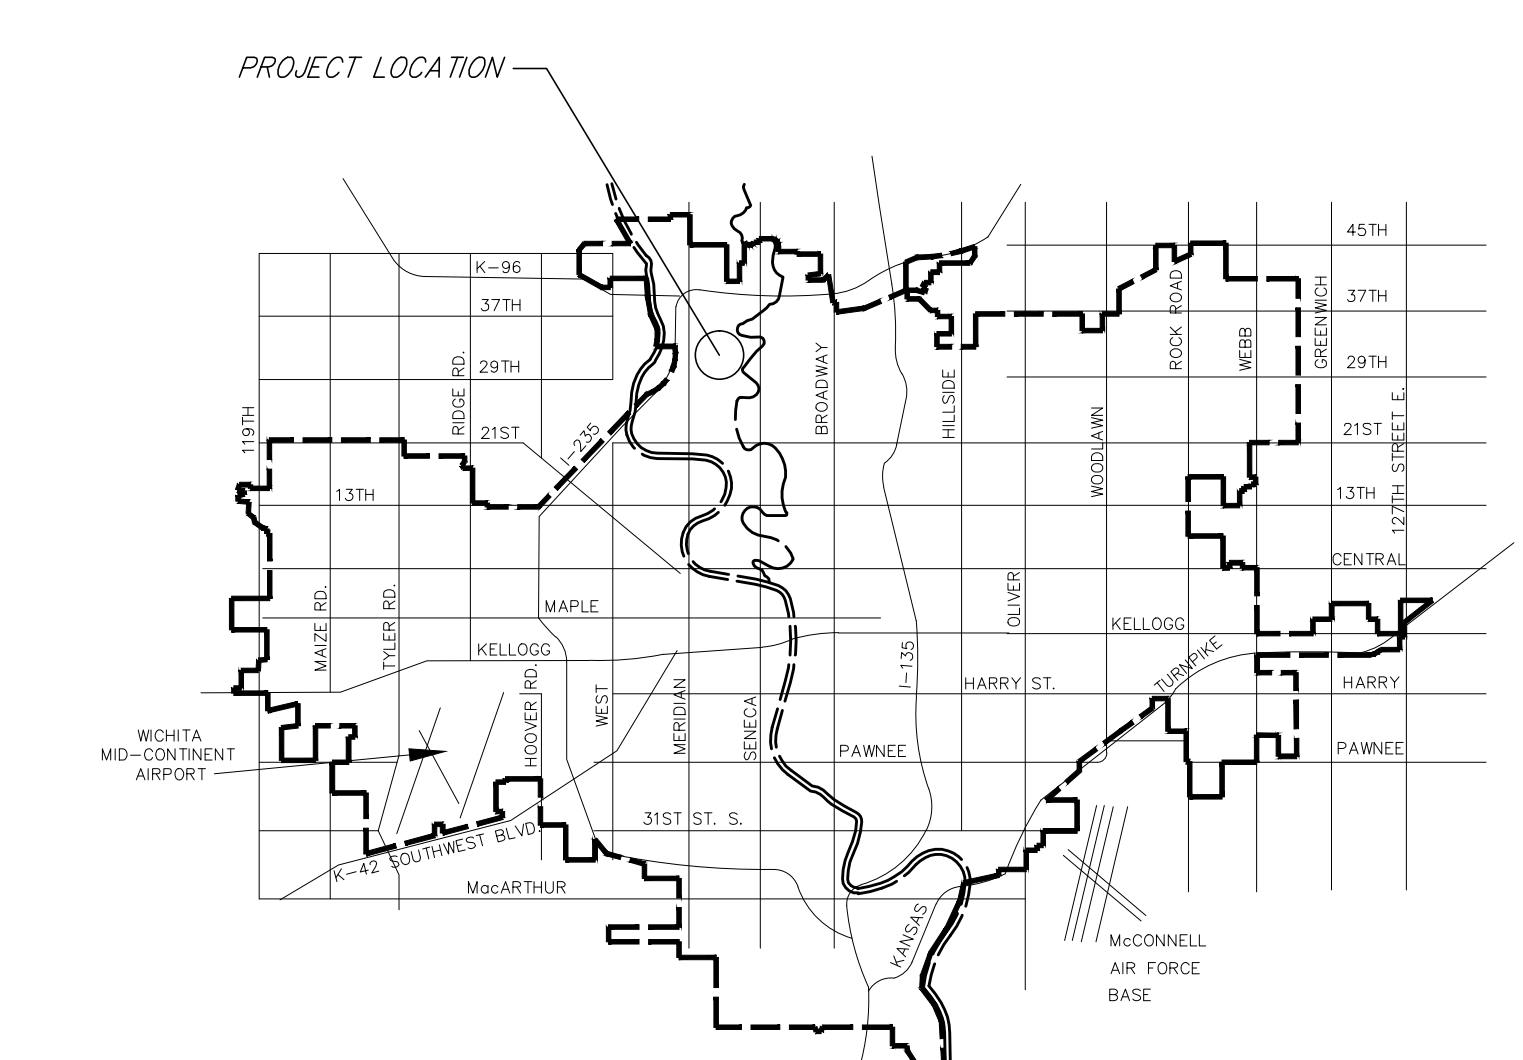 PROJECT LOCATION
45TH
K-96
37TH
37TH
ROCK ROAD
GREENWICH
WEBB
29TH
29TH
RIDGE RD.
BROADWAY
HILLSIDE
119TH
21ST
I-235
WOODLAWN
21ST
127TH STREET E.
13TH
13TH
CENTRAL
MAIZE RD.
TYLER RD.
MAPLE
OLIVER
KELLOGG
KELLOGG
I-135
TURNPIKE
HOOVER RD.
WEST
MERIDIAN
SENECA
HARRY ST.
HARRY
WICHITA
MID-CONTINENT
AIRPORT
PAWNEE
PAWNEE
31ST ST. S.
K-42 SOUTHWEST BLVD.
MacARTHUR
KANSAS
McCONNELL
AIR FORCE
BASE